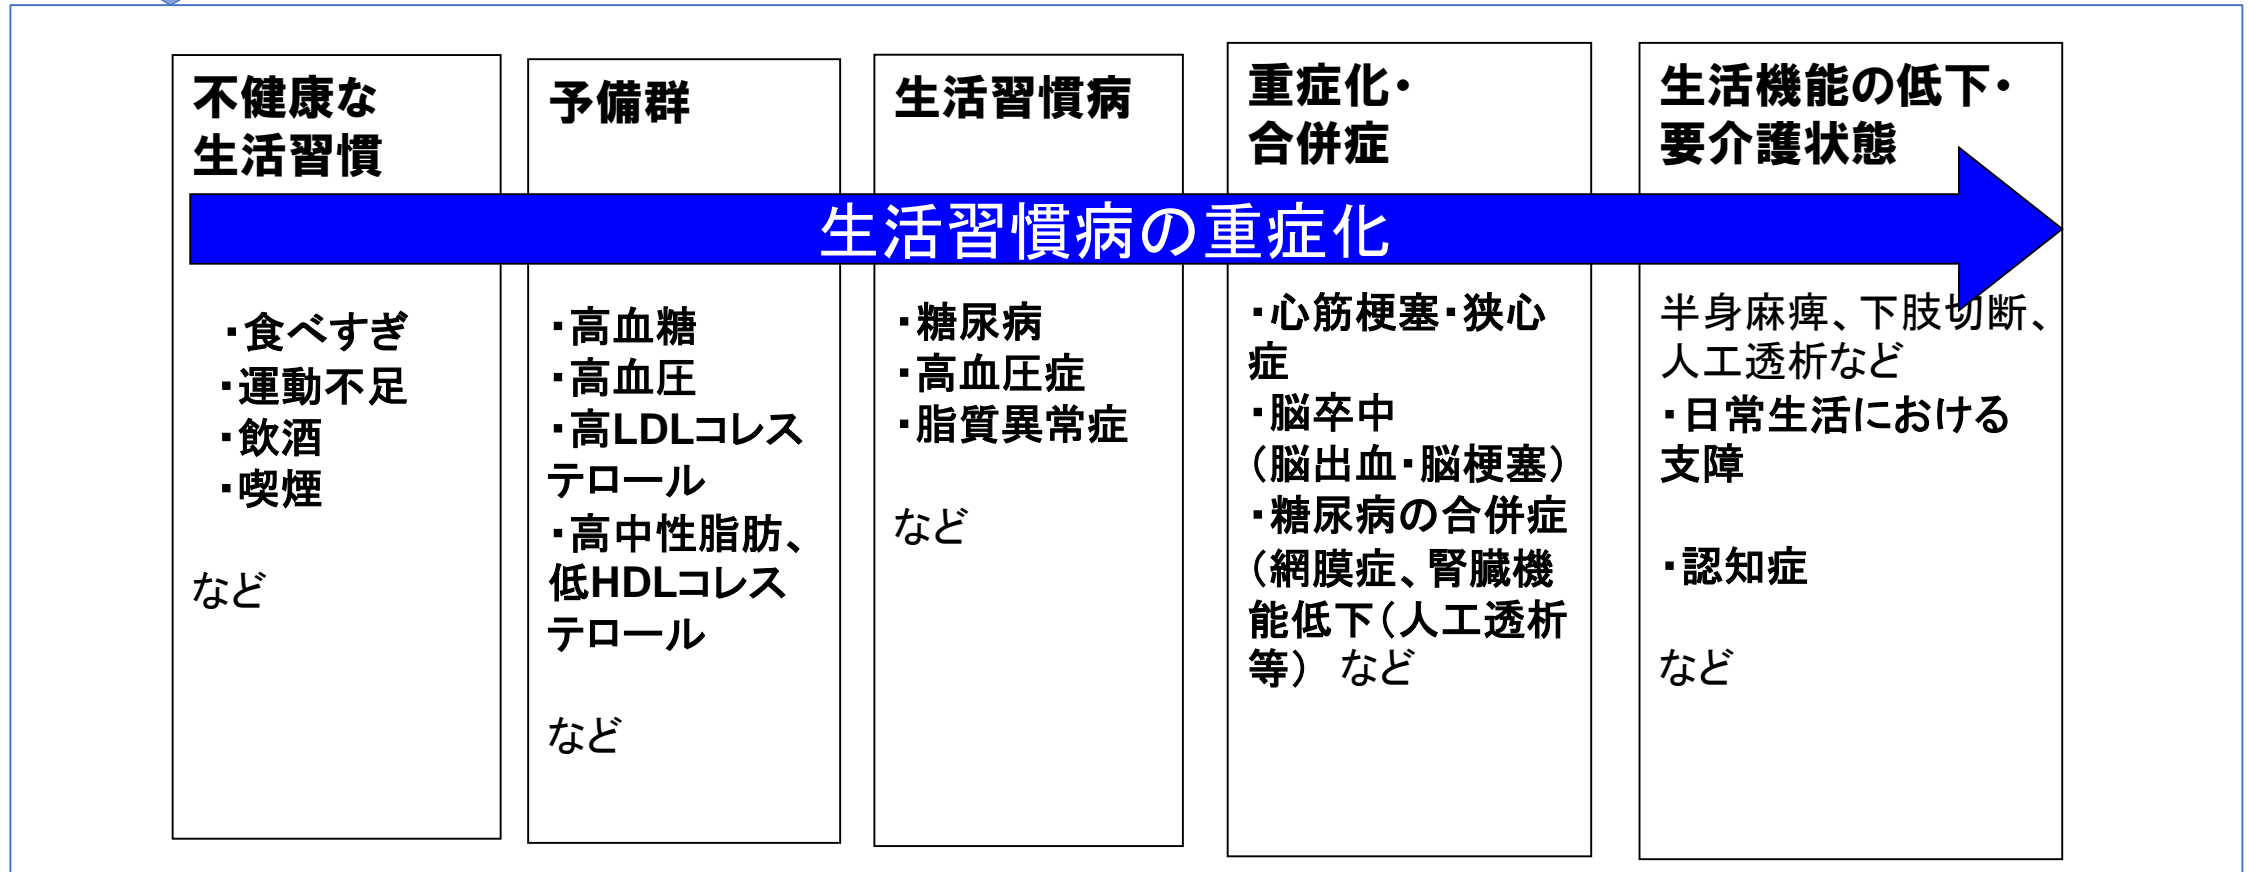 不健康な
生活習慣
予備群
生活習慣病
重症化・
合併症
生活機能の低下・
要介護状態
生活習慣病の重症化
・食べすぎ
・運動不足
・飲酒
・喫煙
など
・高血糖
・高血圧
・高LDLコレス
テロール
・高中性脂肪、
低HDLコレス
テロール
など
・糖尿病
・高血圧症
・脂質異常症
など
・心筋梗塞・狭心
症
・脳卒中
（脳出血・脳梗塞）
・糖尿病の合併症
（網膜症、腎臓機
能低下（人工透析
等） など
半身麻痺、下肢切断、
人工透析など
・日常生活における
支障
・認知症
など